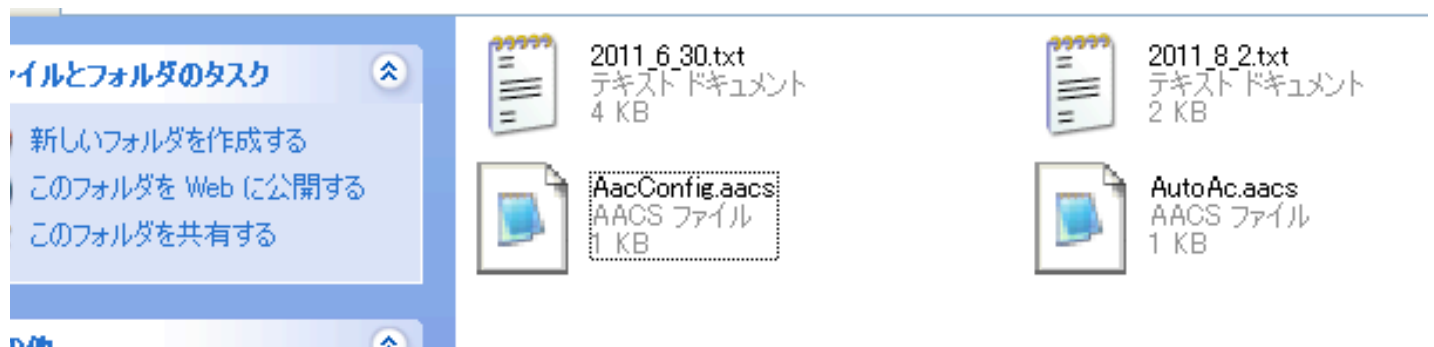 イルとフォルダのタスク
新しいフォルダを作成する
このフォルダを Web に公開する
このフォルダを共有する
2011_6_30.txt
テキスト ドキュメント
4 KB
2011_8_2.txt
テキスト ドキュメント
2 KB
AacConfig.aacs
AACS ファイル
1 KB
AutoAc.aacs
AACS ファイル
1 KB